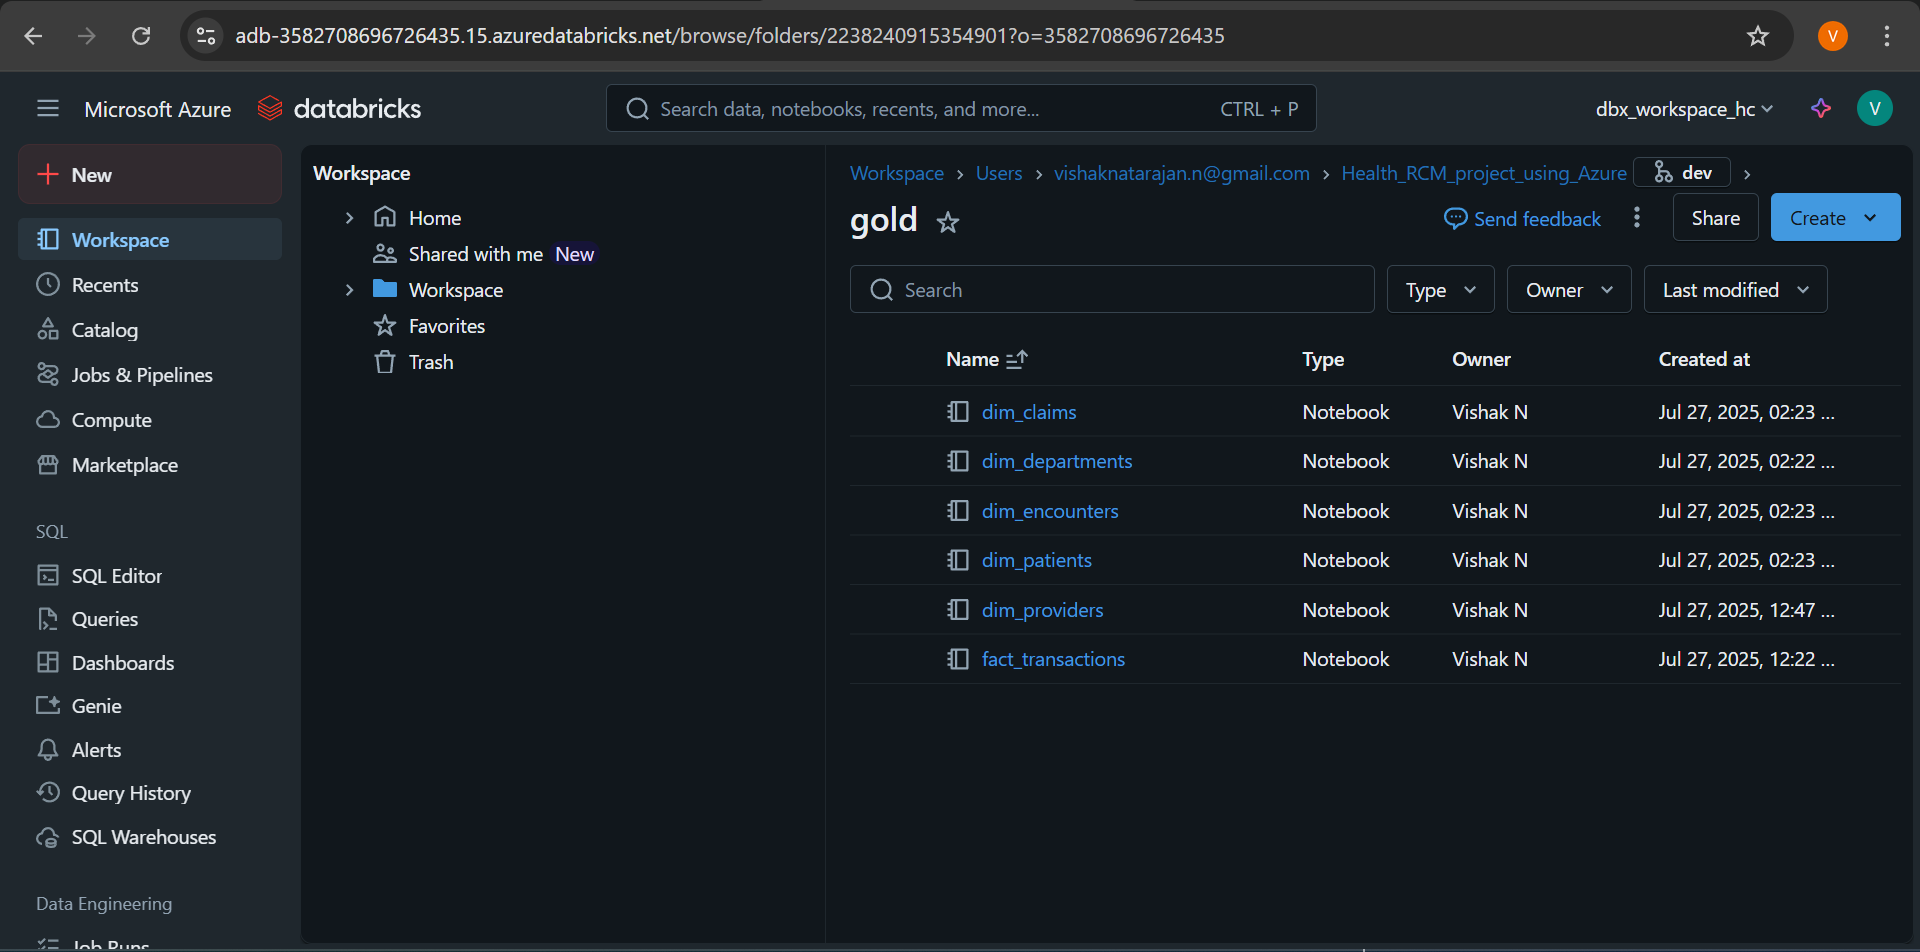 adb-3582708696726435.15.azuredatabricks.net/browse/folders/2238240915354901?o=3582708696726435
V
Microsoft Azure databricks
Search data, notebooks, recents, and more... CTRL + P
dbx_workspace_hc
V
New
Workspace
Recents
Catalog
Jobs & Pipelines
Compute
Marketplace
SQL
SQL Editor
Queries
Dashboards
Genie
Alerts
Query History
SQL Warehouses
Data Engineering
Job Runs
Workspace
Home
Shared with me New
Workspace
Favorites
Trash
Workspace > Users > vishaknatarajan.n@gmail.com > Health_RCM_project_using_Azure dev >
gold
Send feedback
Share
Create
Search
Type
Owner
Last modified
Name Type Owner Created at
dim_claims Notebook Vishak N Jul 27, 2025, 02:23 ...
dim_departments Notebook Vishak N Jul 27, 2025, 02:22 ...
dim_encounters Notebook Vishak N Jul 27, 2025, 02:23 ...
dim_patients Notebook Vishak N Jul 27, 2025, 02:23 ...
dim_providers Notebook Vishak N Jul 27, 2025, 12:47 ...
fact_transactions Notebook Vishak N Jul 27, 2025, 12:22 ...